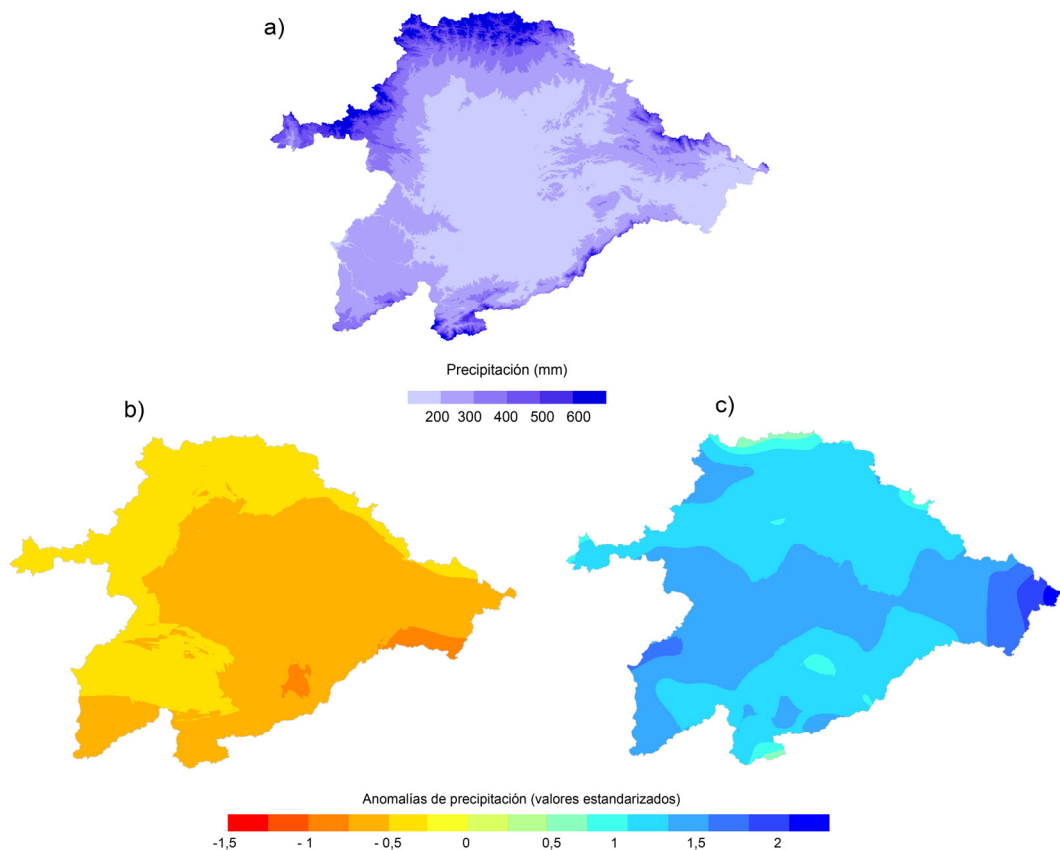 a)
Precipitación (mm)
200 300 400 500 600
b)
c)
Anomalías de precipitación (valores estandarizados)
-1,5 - 1 - 0,5 0 0,5 1 1,5 2